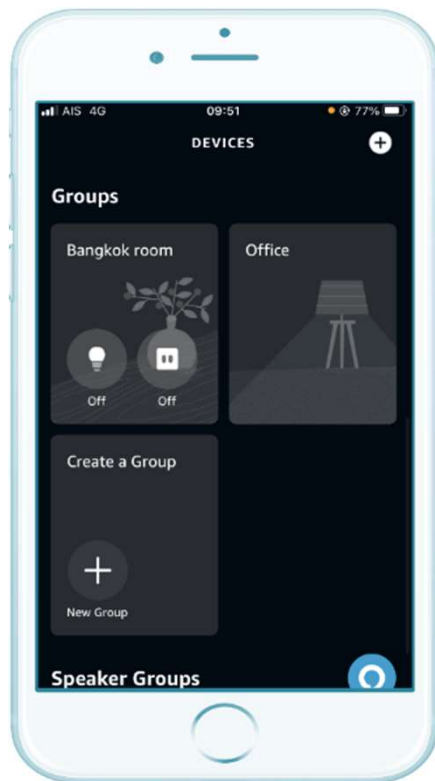 AIS 4G 09:51 77%
DEVICES
Groups
Bangkok room
Office
Off Off
Create a Group
New Group
Speaker Groups